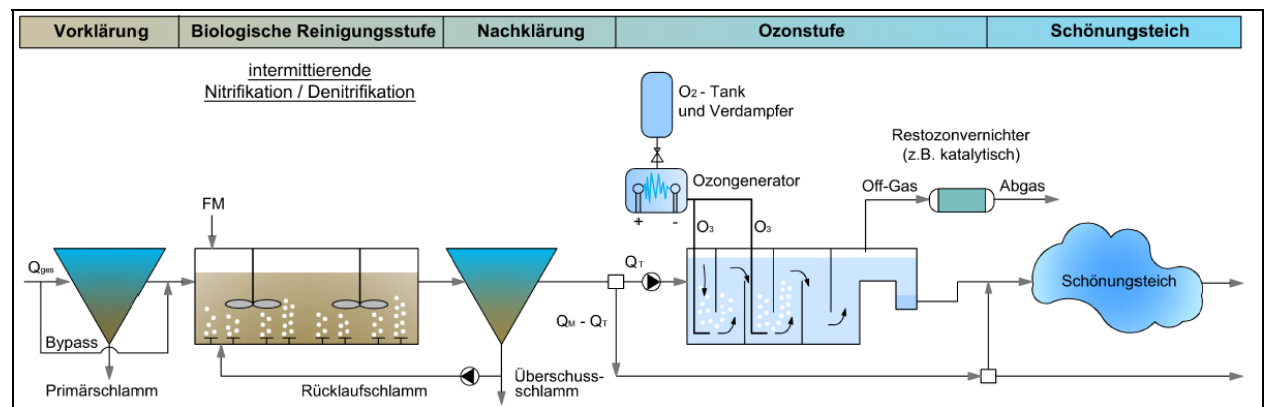 Vorklärung
Biologische Reinigungsstufe
Nachklärung
Ozonstufe
Schönungsteich
intermittierende
Nitrifikation / Denitrifikation
O2 - Tank
und Verdampfer
Restozonvernichter
(z.B. katalytisch)
Ozongenerator
Off-Gas
Abgas
+ -
FM
O3
O3
Qges
QT
Schönungsteich
QM - QT
Bypass
Primärschlamm
Rücklaufschlamm
Überschuss-
schlamm